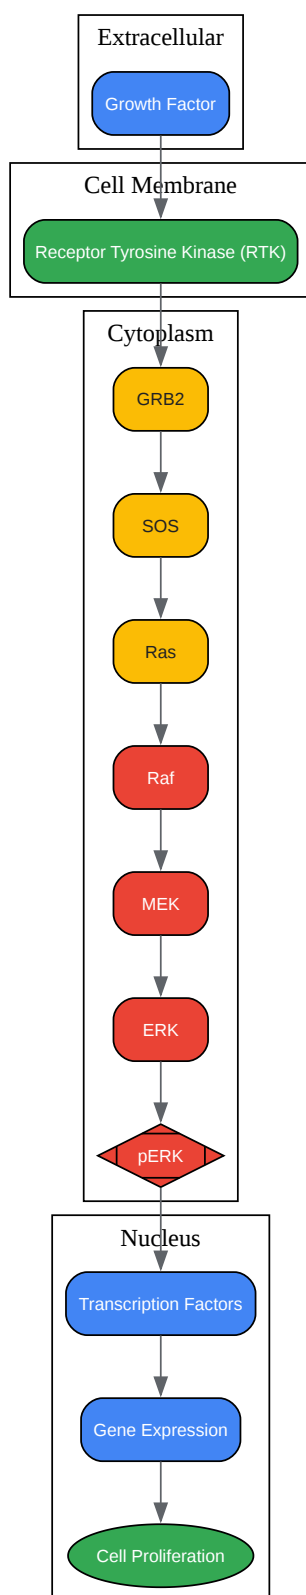 Extracellular
Growth Factor
Cell Membrane
Receptor Tyrosine Kinase (RTK)
Cytoplasm
GRB2
SOS
Ras
Raf
MEK
ERK
pERK
Nucleus
Transcription Factors
Gene Expression
Cell Proliferation